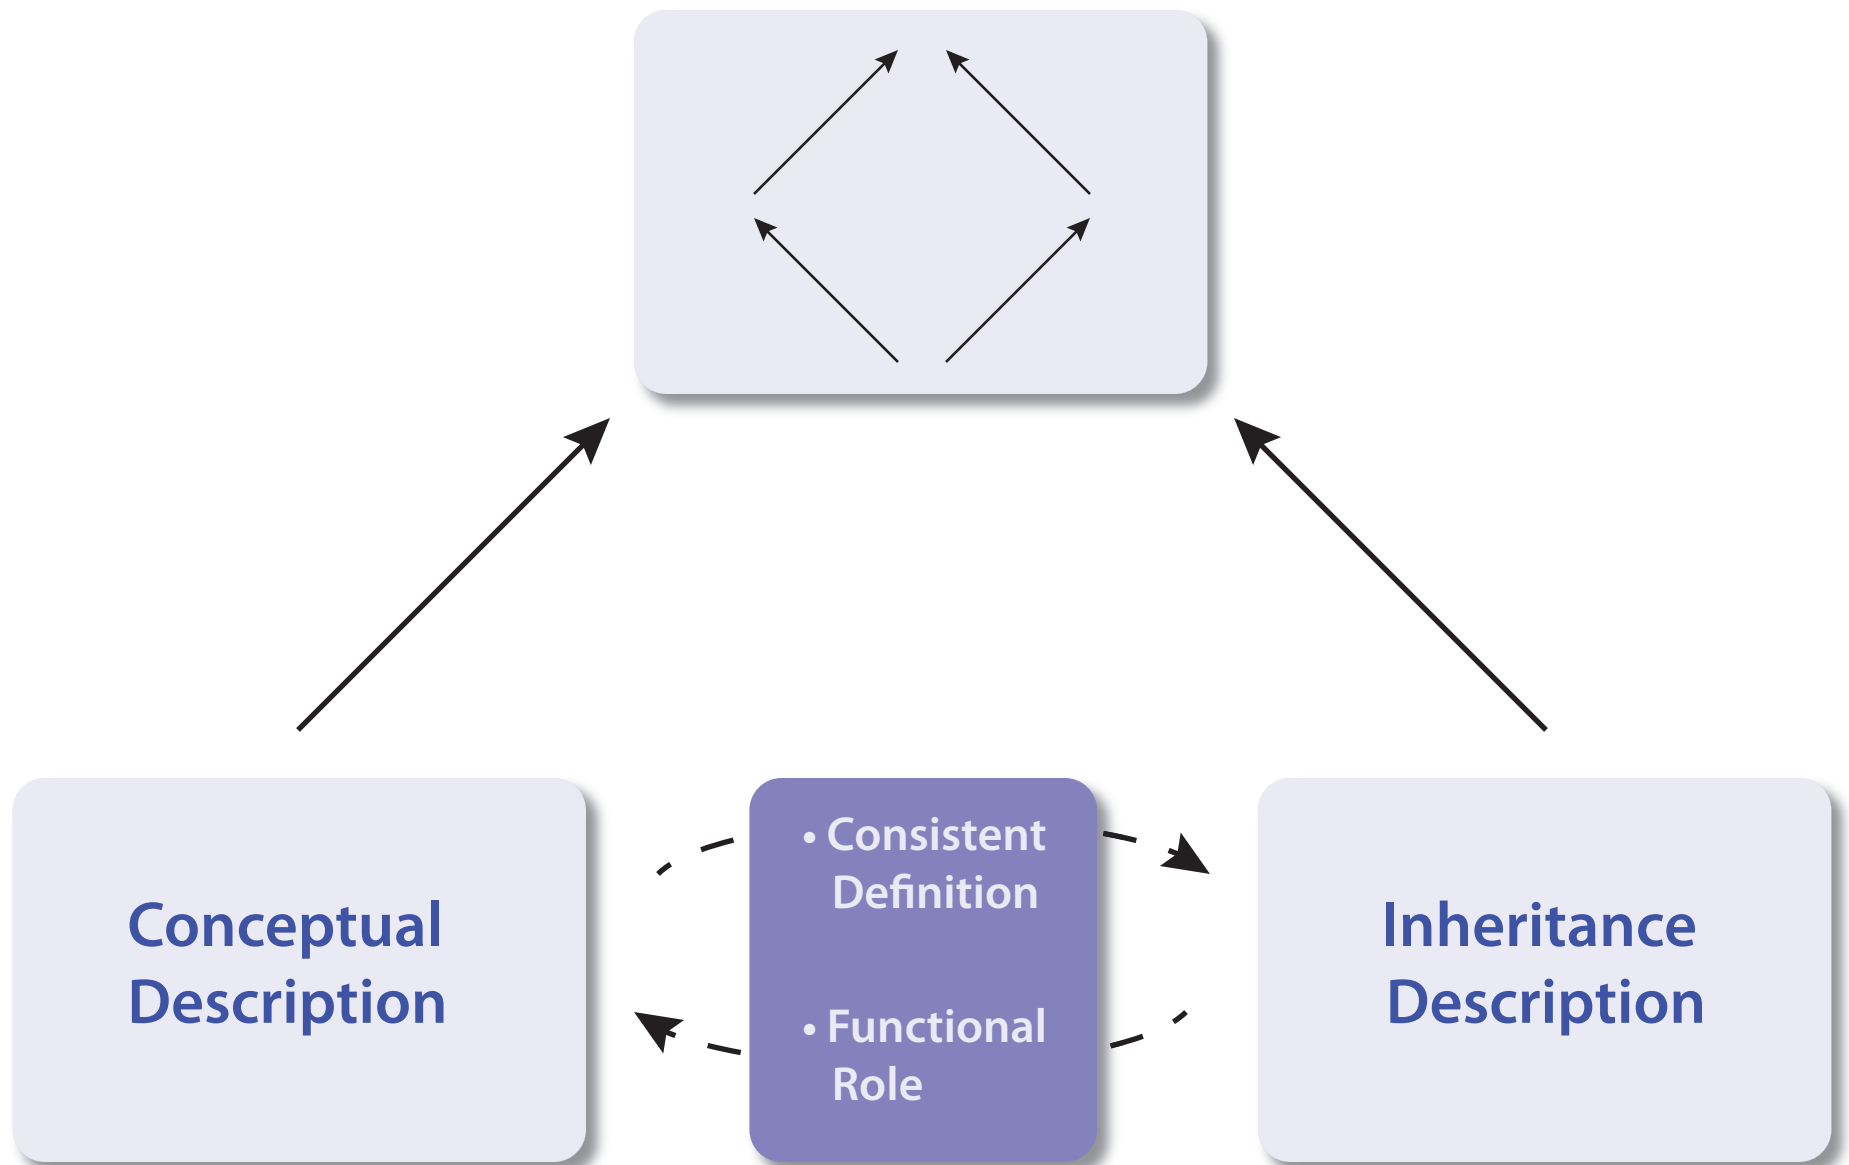 Conceptual
Description
• Consistent
Definition
• Functional
Role
Inheritance
Description